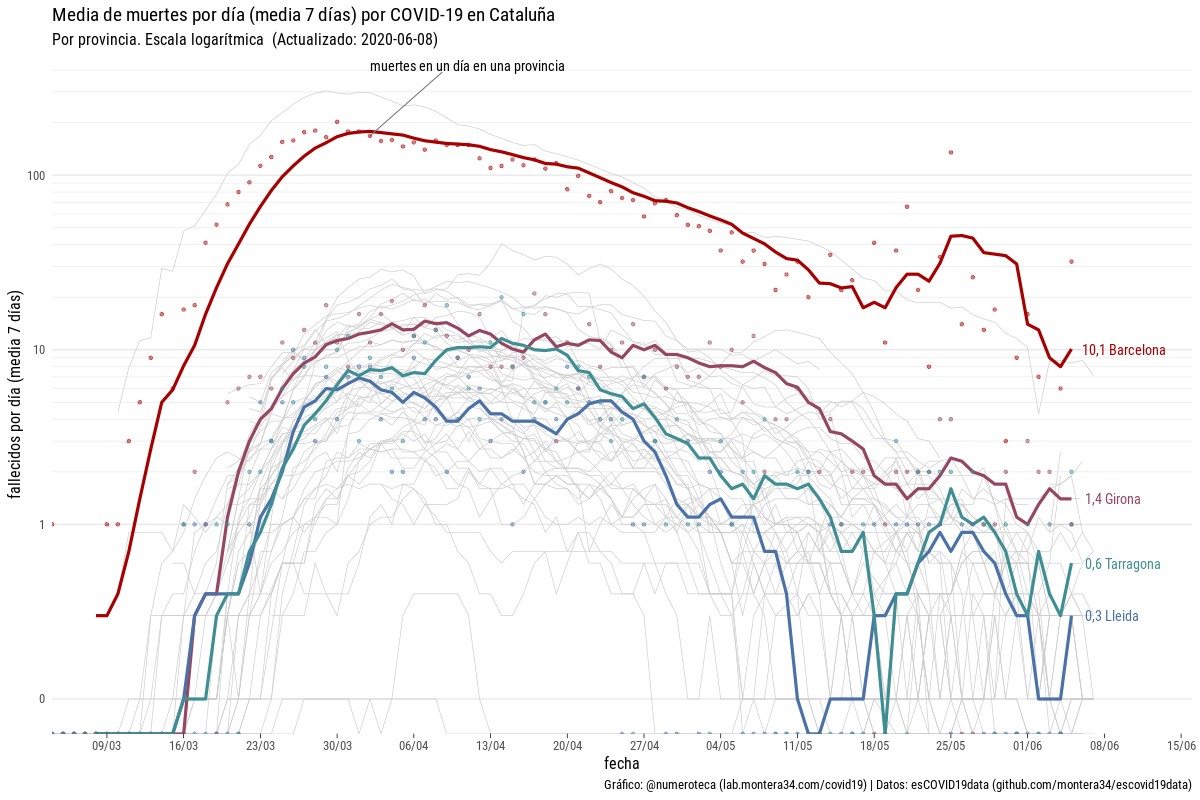 Media de muertes por día (media 7 días) por COVID-19 en Cataluña
Por provincia. Escala logarítmica (Actualizado: 2020-06-08)
muertes en un día en una provincia
fallecidos por día (media 7 días)
100
10
1
0
10,1 Barcelona
1,4 Girona
0,6 Tarragona
0,3 Lleida
09/03 16/03 23/03 30/03 06/04 13/04 20/04 27/04 04/05 11/05 18/05 25/05 01/06 08/06 15/06
fecha
Gráfico: @numeroteca (lab.montera34.com/covid19) | Datos: esCOVID19data (github.com/montera34/escovid19data)